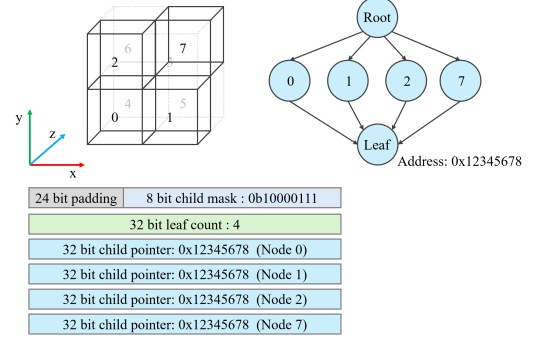 6
7
2
3
4
5
0
1
y
z
x
Root
0
1
2
7
Leaf
Address: 0x12345678
24 bit padding
8 bit child mask : 0b10000111
32 bit leaf count : 4
32 bit child pointer: 0x12345678 (Node 0)
32 bit child pointer: 0x12345678 (Node 1)
32 bit child pointer: 0x12345678 (Node 2)
32 bit child pointer: 0x12345678 (Node 7)